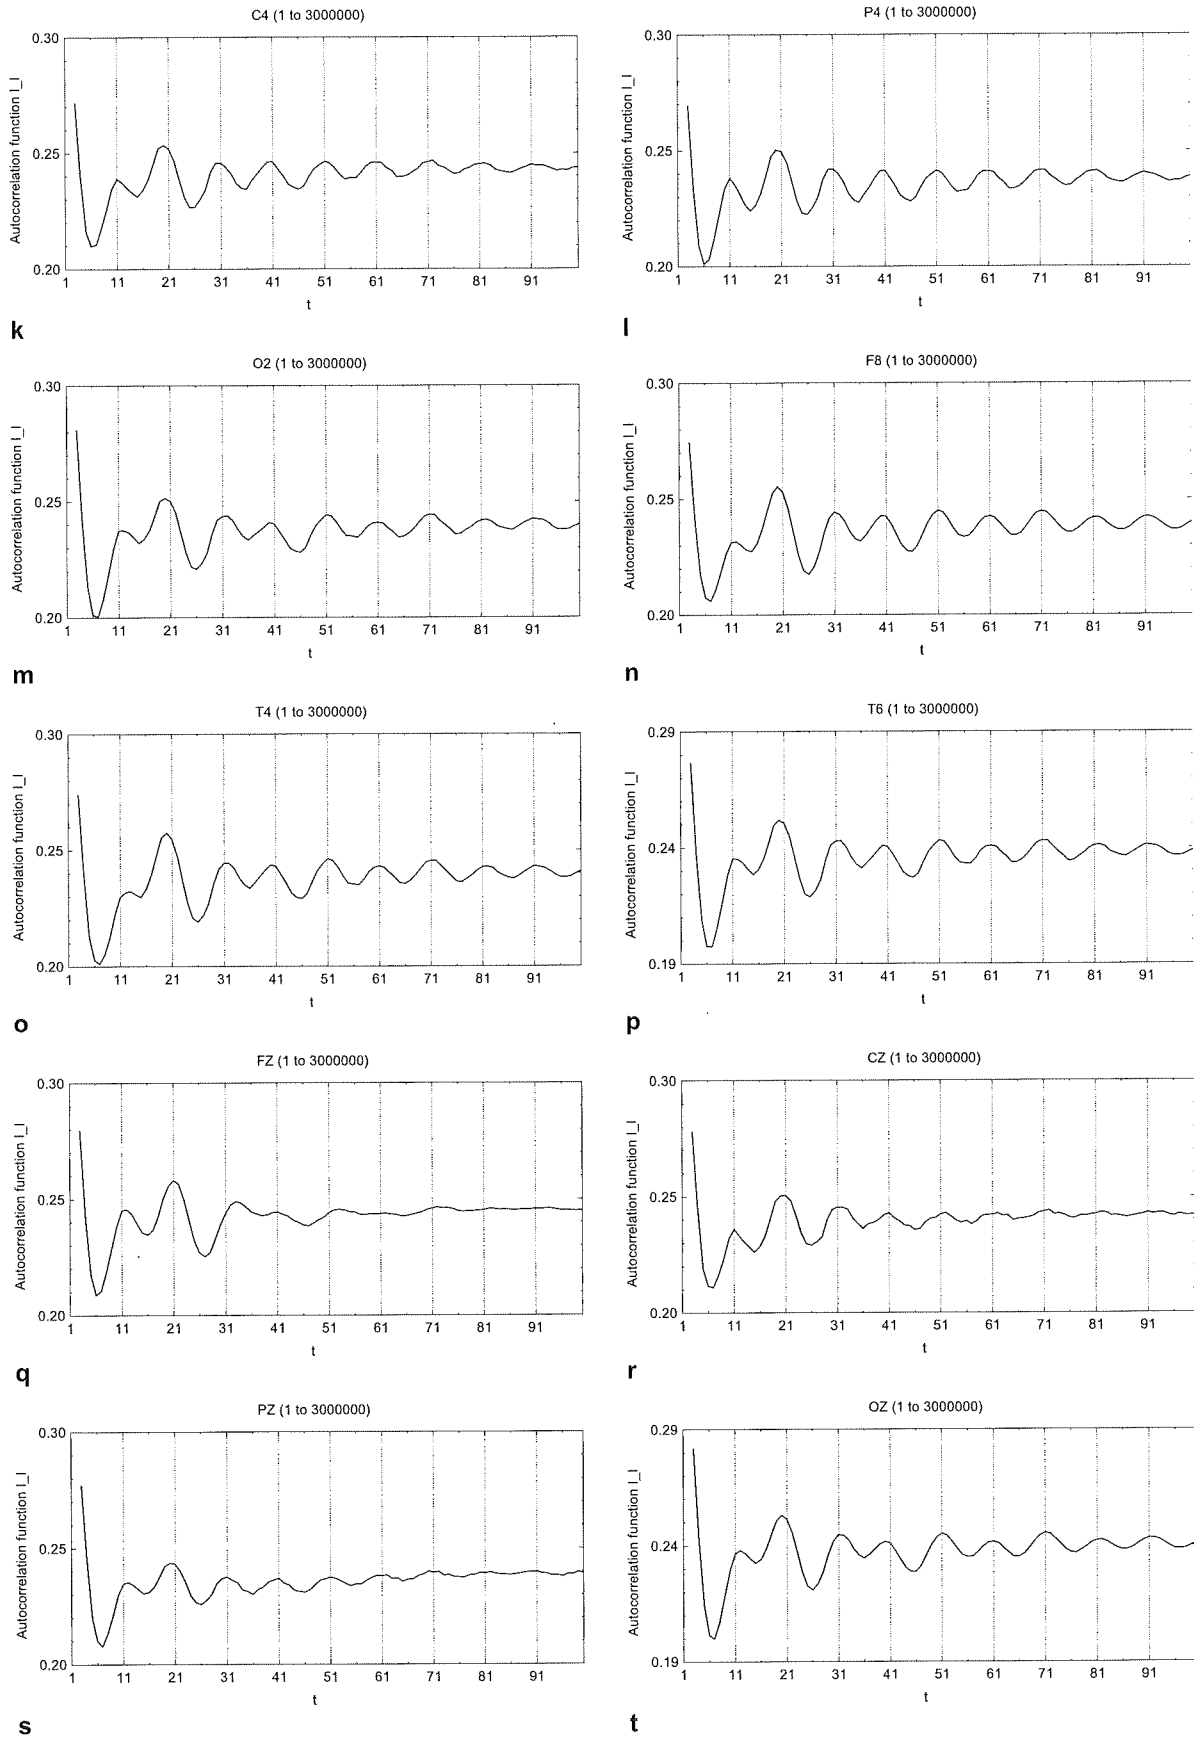 C4 (1 to 3000000)
Autocorrelation function I_I
0.30
0.25
0.20
1 11 21 31 41 51 61 71 81 91
t
k
P4 (1 to 3000000)
Autocorrelation function I_I
0.30
0.25
0.20
1 11 21 31 41 51 61 71 81 91
t
l
O2 (1 to 3000000)
Autocorrelation function I_I
0.30
0.25
0.20
1 11 21 31 41 51 61 71 81 91
t
m
F8 (1 to 3000000)
Autocorrelation function I_I
0.30
0.25
0.20
1 11 21 31 41 51 61 71 81 91
t
n
T4 (1 to 3000000)
Autocorrelation function I_I
0.30
0.25
0.20
1 11 21 31 41 51 61 71 81 91
t
o
T6 (1 to 3000000)
Autocorrelation function I_I
0.29
0.24
0.19
1 11 21 31 41 51 61 71 81 91
t
p
FZ (1 to 3000000)
Autocorrelation function I_I
0.30
0.25
0.20
1 11 21 31 41 51 61 71 81 91
t
q
CZ (1 to 3000000)
Autocorrelation function I_I
0.30
0.25
0.20
1 11 21 31 41 51 61 71 81 91
t
r
PZ (1 to 3000000)
Autocorrelation function I_I
0.30
0.25
0.20
1 11 21 31 41 51 61 71 81 91
t
s
OZ (1 to 3000000)
Autocorrelation function I_I
0.29
0.24
0.19
1 11 21 31 41 51 61 71 81 91
t
t